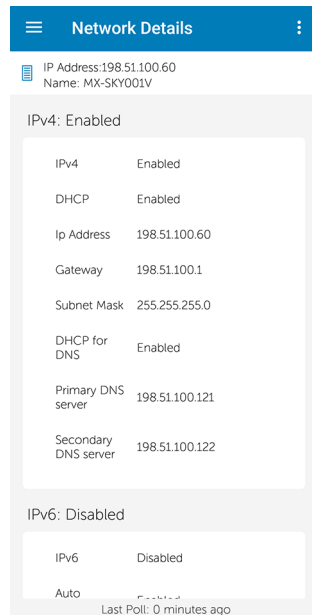 Network Details
IP Address:198.51.100.60
Name: MX-SKY001V
IPv4: Enabled
IPv4 Enabled
DHCP Enabled
Ip Address 198.51.100.60
Gateway 198.51.100.1
Subnet Mask 255.255.255.0
DHCP for
DNS Enabled
Primary DNS
server 198.51.100.121
Secondary
DNS server 198.51.100.122
IPv6: Disabled
IPv6 Disabled
Auto Enabled
Last Poll: 0 minutes ago